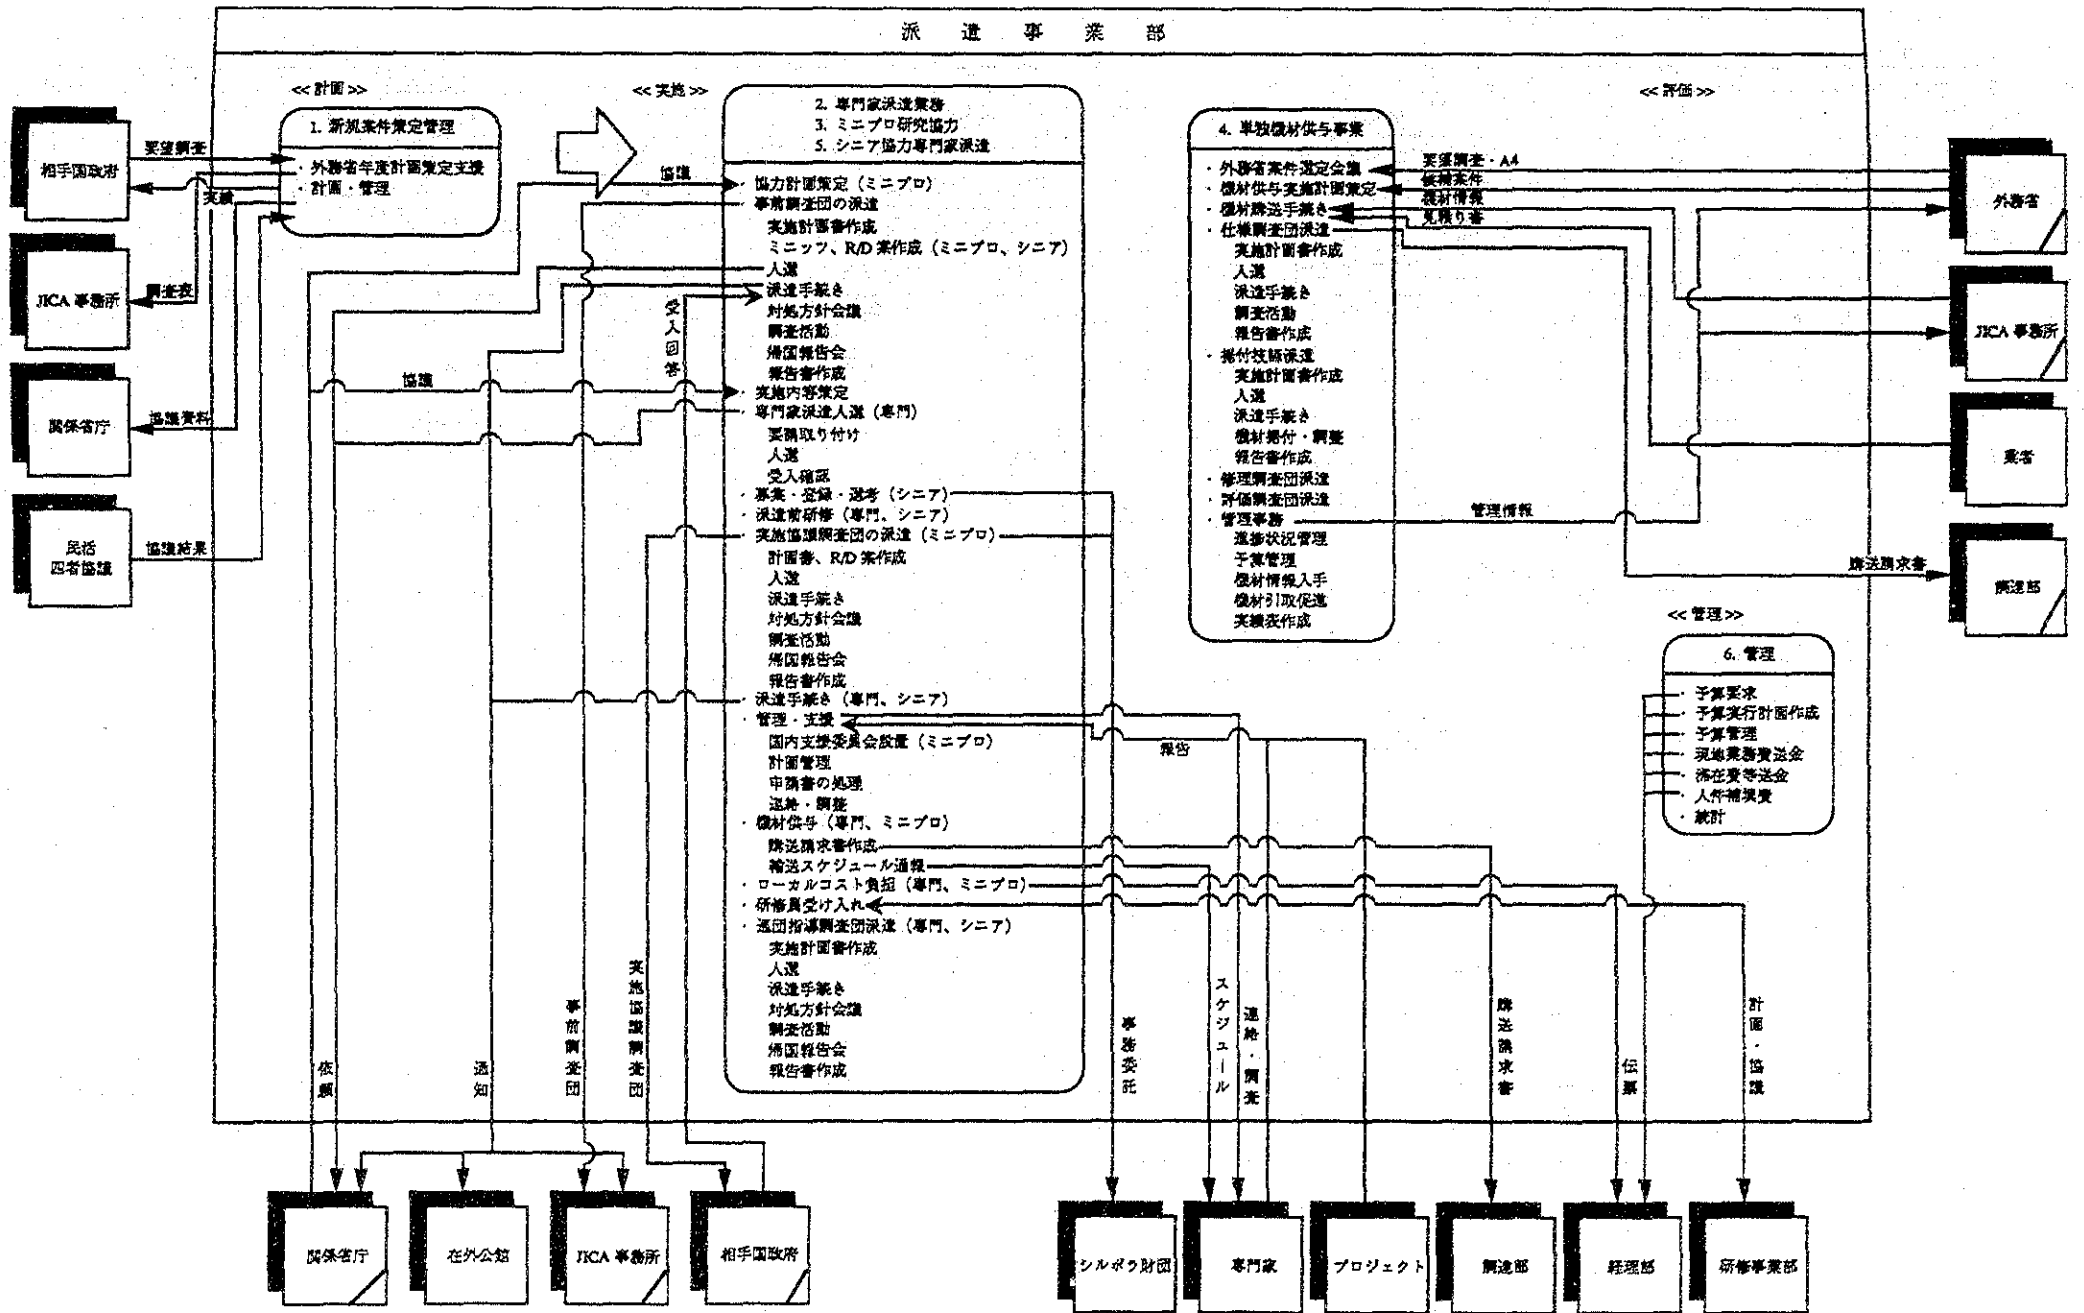 派遣事業部
<< 計画 >>
<< 実施 >>
<< 評価 >>
相手国政府
JICA 事務所
関係省庁
民活
四者協議
要望調査
実績
調査表
協議資料
協議結果
1. 新規案件策定管理
・外務省年度計画策定支援
・計画・管理
2. 専門家派遣業務
3. ミニプロ研究協力
5. シニア協力専門家派遣
・協力計画策定（ミニプロ）
・事前調査団の派遣
実施計画書作成
ミニッツ、R/D 案作成（ミニプロ、シニア）
人選
派遣手続き
対処方針会議
調査活動
帰国報告会
報告書作成
・実施内容策定
・専門家派遣人選（専門）
要請取り付け
人選
受入確認
・募集・登録・選考（シニア）
・派遣前研修（専門、シニア）
・実施協議調査団の派遣（ミニプロ）
計画書、R/D 案作成
人選
派遣手続き
対処方針会議
調査活動
帰国報告会
報告書作成
・派遣手続き（専門、シニア）
・管理・支援
国内支援委員会設置（ミニプロ）
計画管理
申請書の処理
連絡・調整
・機材供与（専門、ミニプロ）
購送請求書作成
輸送スケジュール通報
・ローカルコスト負担（専門、ミニプロ）
・研修員受け入れ
・巡回指導調査団派遣（専門、シニア）
実施計画書作成
人選
派遣手続き
対処方針会議
調査活動
帰国報告会
報告書作成
協議
協議
受入回答
報告
4. 単独機材供与事業
・外務省案件選定会議
・機材供与実施計画策定
・機材購送手続き
・仕様調査団派遣
実施計画書作成
人選
派遣手続き
調査活動
報告書作成
・据付技師派遣
実施計画書作成
人選
派遣手続き
機材据付・調整
報告書作成
・修理調査団派遣
・評価調査団派遣
・管理事務
進捗状況管理
予算管理
機材情報入手
機材引取促進
実績表作成
要望調査・A4
候補案件
機材情報
見積り書
管理情報
購送請求書
外務省
JICA 事務所
業者
調達部
<< 管理 >>
6. 管理
・予算要求
・予算実行計画作成
・予算管理
・現地業務費送金
・滞在費等送金
・人件補填費
・統計
依頼
通知
事前調査団
実施協議調査団
事務委託
スケジュール
連絡・調査
購送請求書
伝票
計画・協議
関係省庁
在外公館
JICA 事務所
相手国政府
シルボラ財団
専門家
プロジェクト
調達部
経理部
研修事業部